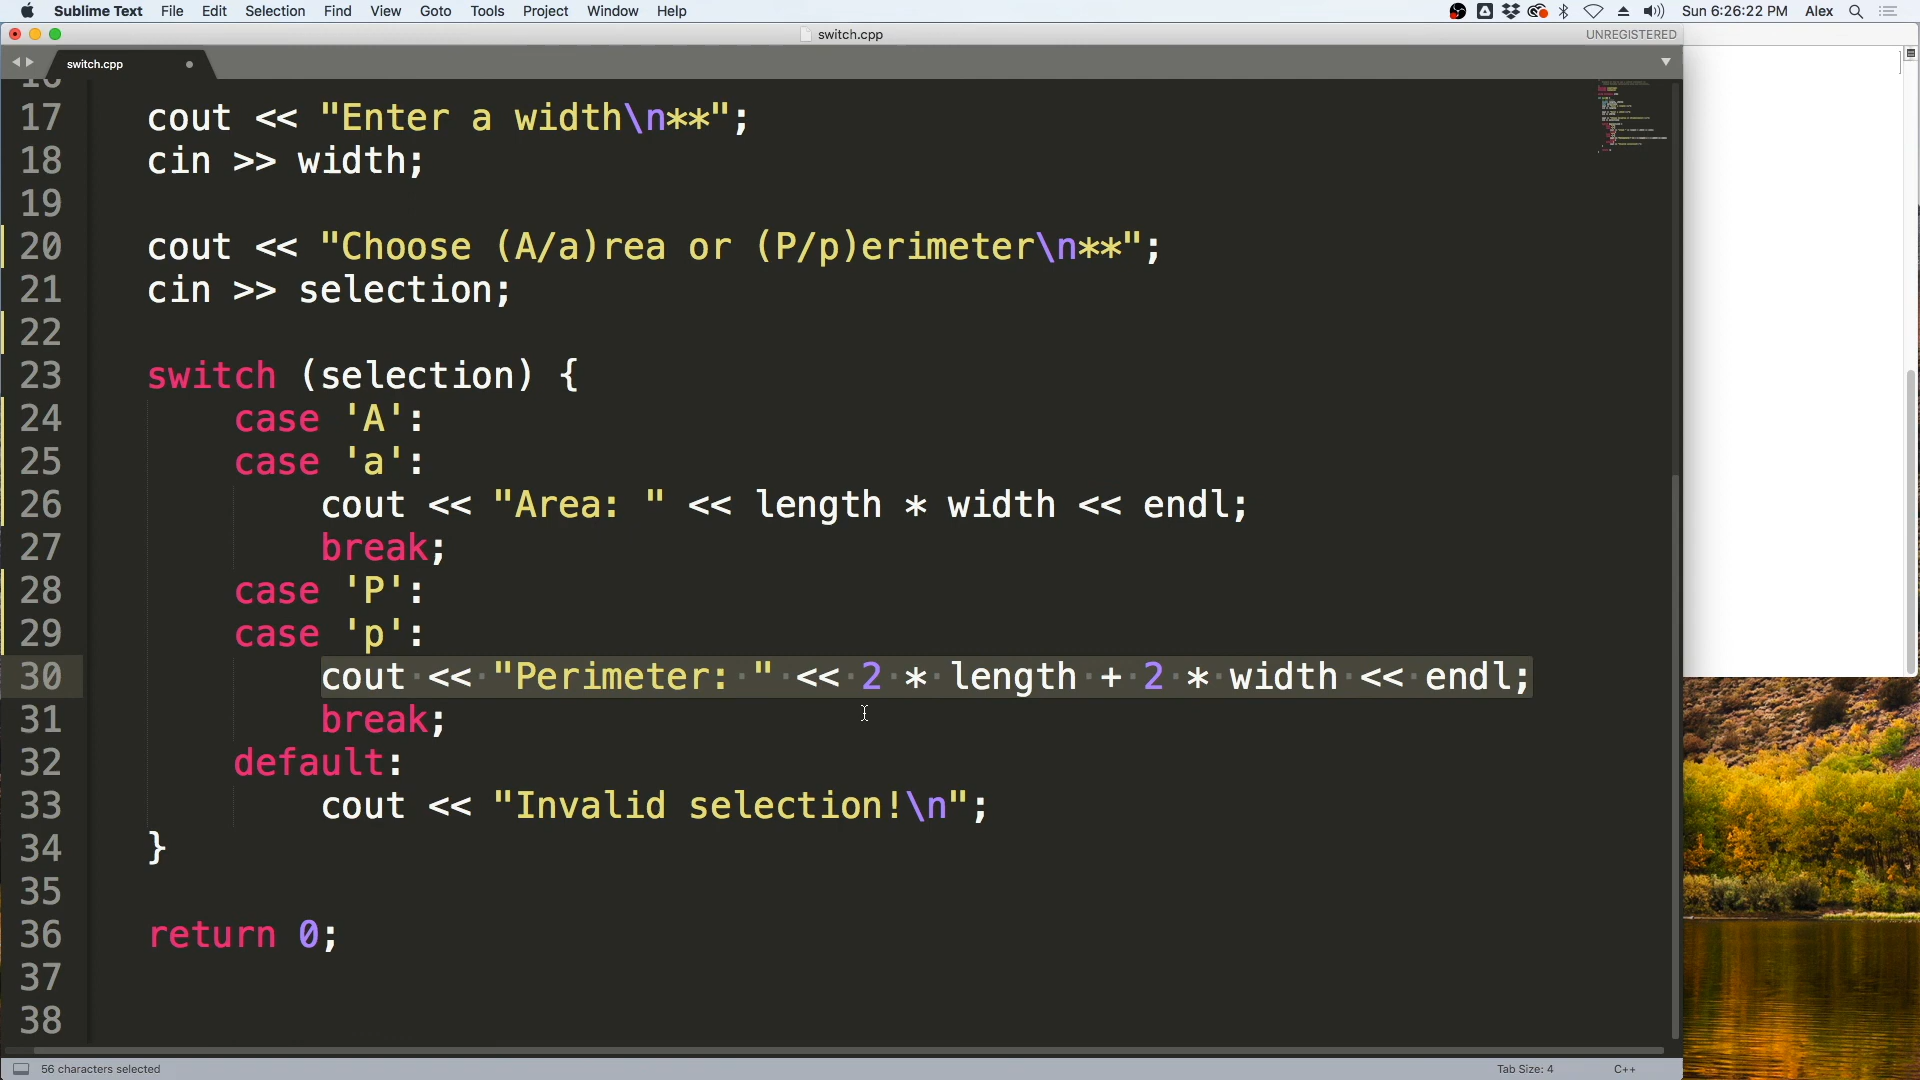 Sublime Text File Edit Selection Find View Goto Tools Project Window Help Sun 6:26:22 PM Alex
switch.cpp UNREGISTERED
switch.cpp
16
17 cout << "Enter a width\n**";
18 cin >> width;
19
20 cout << "Choose (A/a)rea or (P/p)erimeter\n**";
21 cin >> selection;
22
23 switch (selection) {
24 case 'A':
25 case 'a':
26 cout << "Area: " << length * width << endl;
27 break;
28 case 'P':
29 case 'p':
30 cout << "Perimeter: " << 2 * length + 2 * width << endl;
31 break;
32 default:
33 cout << "Invalid selection!\n";
34 }
35
36 return 0;
37
38
56 characters selected Tab Size: 4 C++